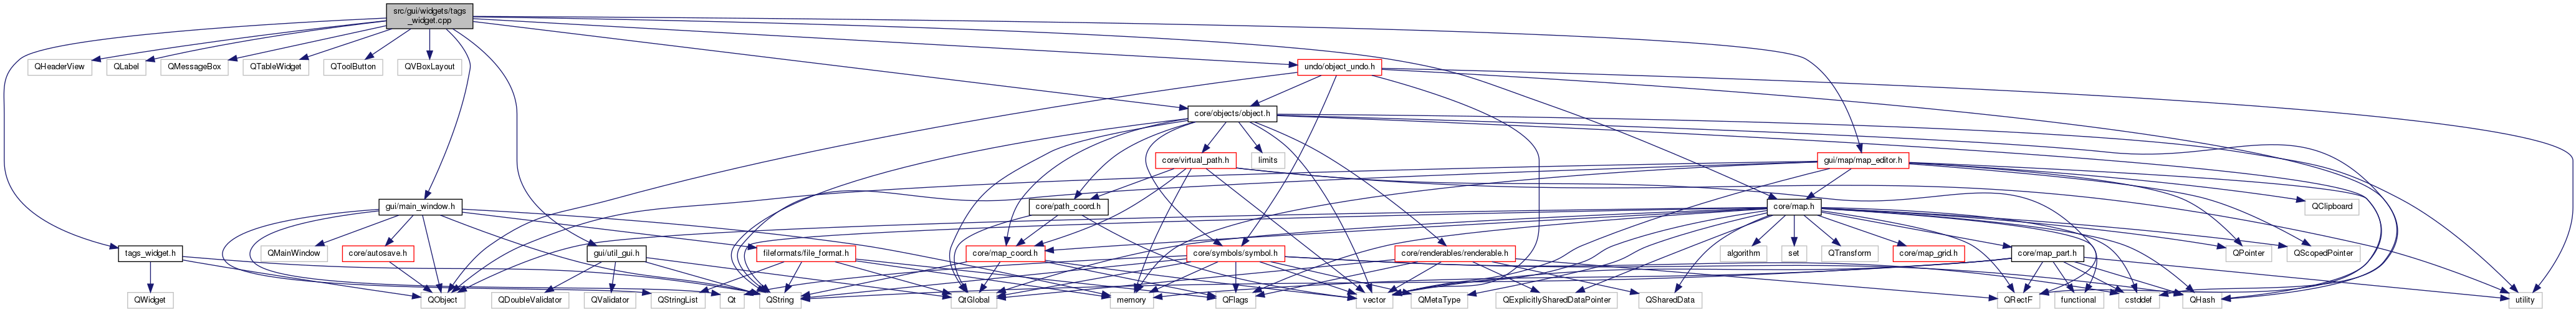 src/gui/widgets/tags
_widget.cpp
QHeaderView
QLabel
QMessageBox
QTableWidget
QToolButton
QVBoxLayout
undo/object_undo.h
core/objects/object.h
core/virtual_path.h
limits
gui/map/map_editor.h
gui/main_window.h
core/path_coord.h
core/map.h
QClipboard
tags_widget.h
QMainWindow
core/autosave.h
gui/util_gui.h
fileformats/file_format.h
core/map_coord.h
core/symbols/symbol.h
core/renderables/renderable.h
algorithm
set
QTransform
core/map_grid.h
core/map_part.h
QPointer
QScopedPointer
QWidget
QObject
QDoubleValidator
QValidator
QStringList
Qt
QString
QtGlobal
memory
QFlags
vector
QMetaType
QExplicitlySharedDataPointer
QSharedData
QRectF
functional
cstddef
QHash
utility